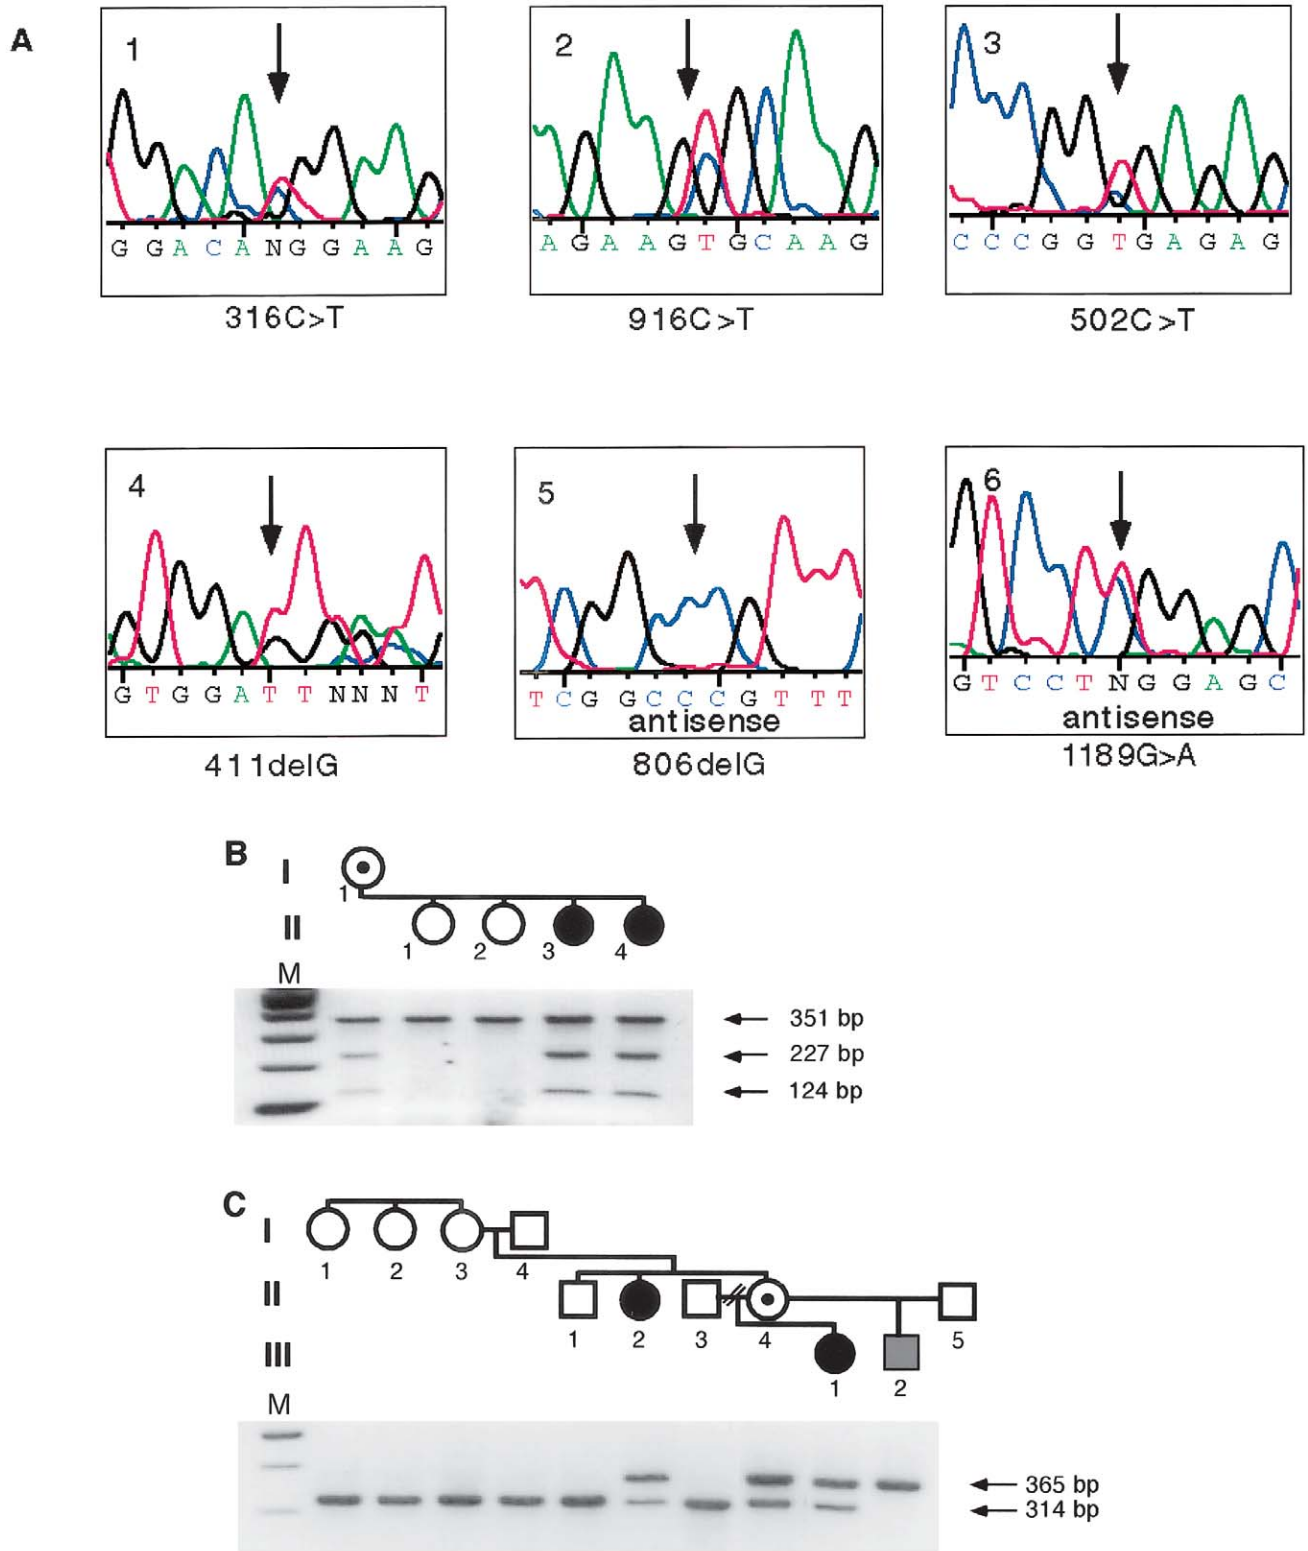 A
1
2
3
G G A C A N G G A A G
A G A A G T G C A A G
C C C G G T G A G A G
316C>T
916C>T
502C>T
4
5
6
G T G G A T T N N N T
T C G G C C C G T T T
antisense
G T C C T N G G A G C
antisense
411delG
806delG
1189G>A
B
I
1
II
1 2 3 4
M
351 bp
227 bp
124 bp
C
I
1 2 3 4
II
1 2 3 4 5
III
1 2
M
365 bp
314 bp